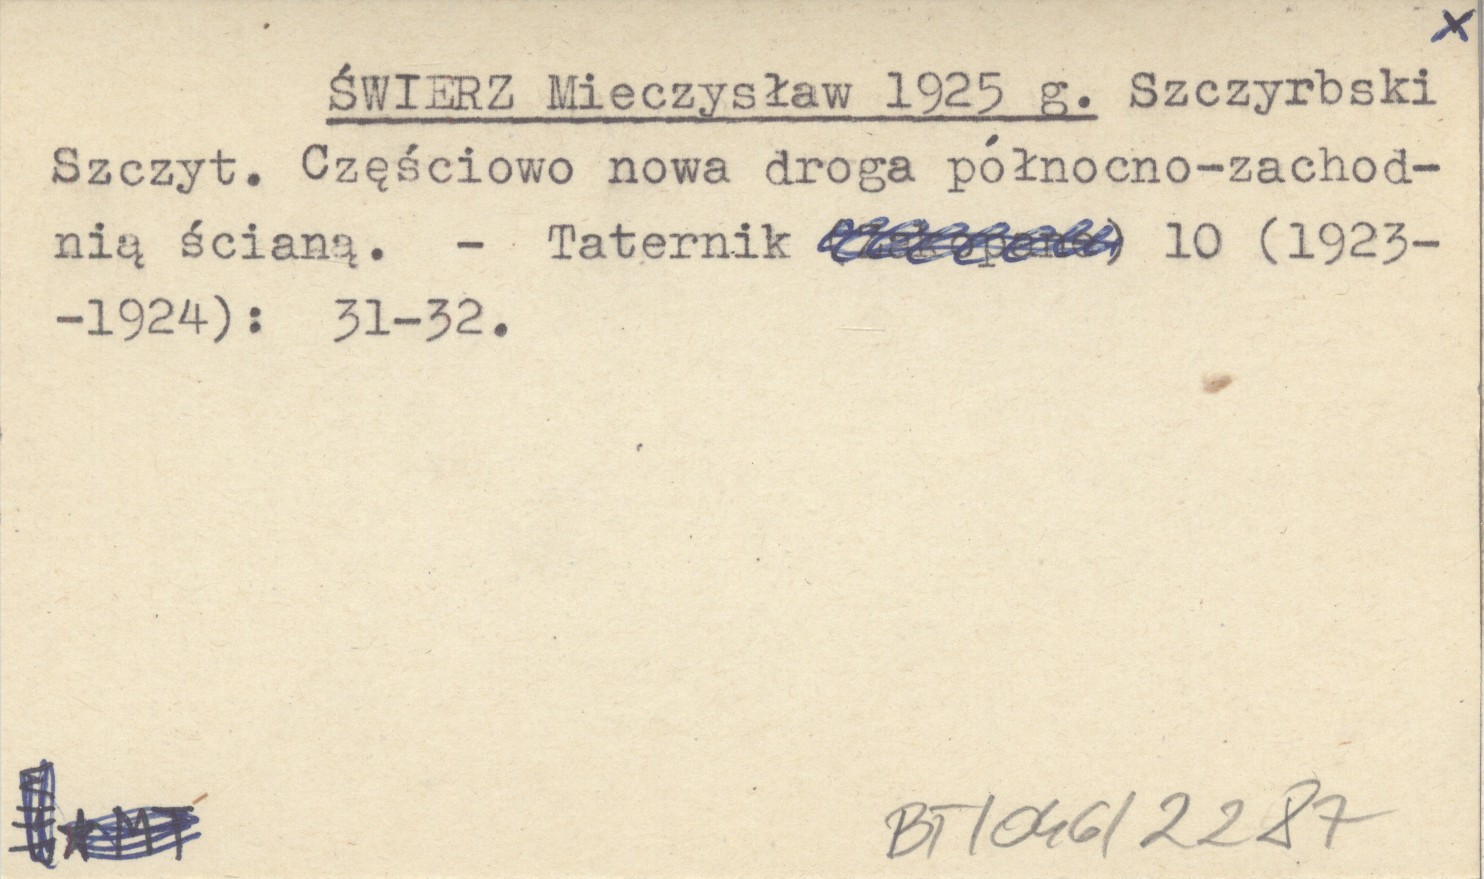 x
ŚWIERZ Mieczysław 1925 g. Szczyrbski
Szczyt. Częściowo nowa droga północno-zachod-
nią ścianą. - Taternik (Zakopane) 10 (1923-
-1924): 31-32.
BT/046/2287